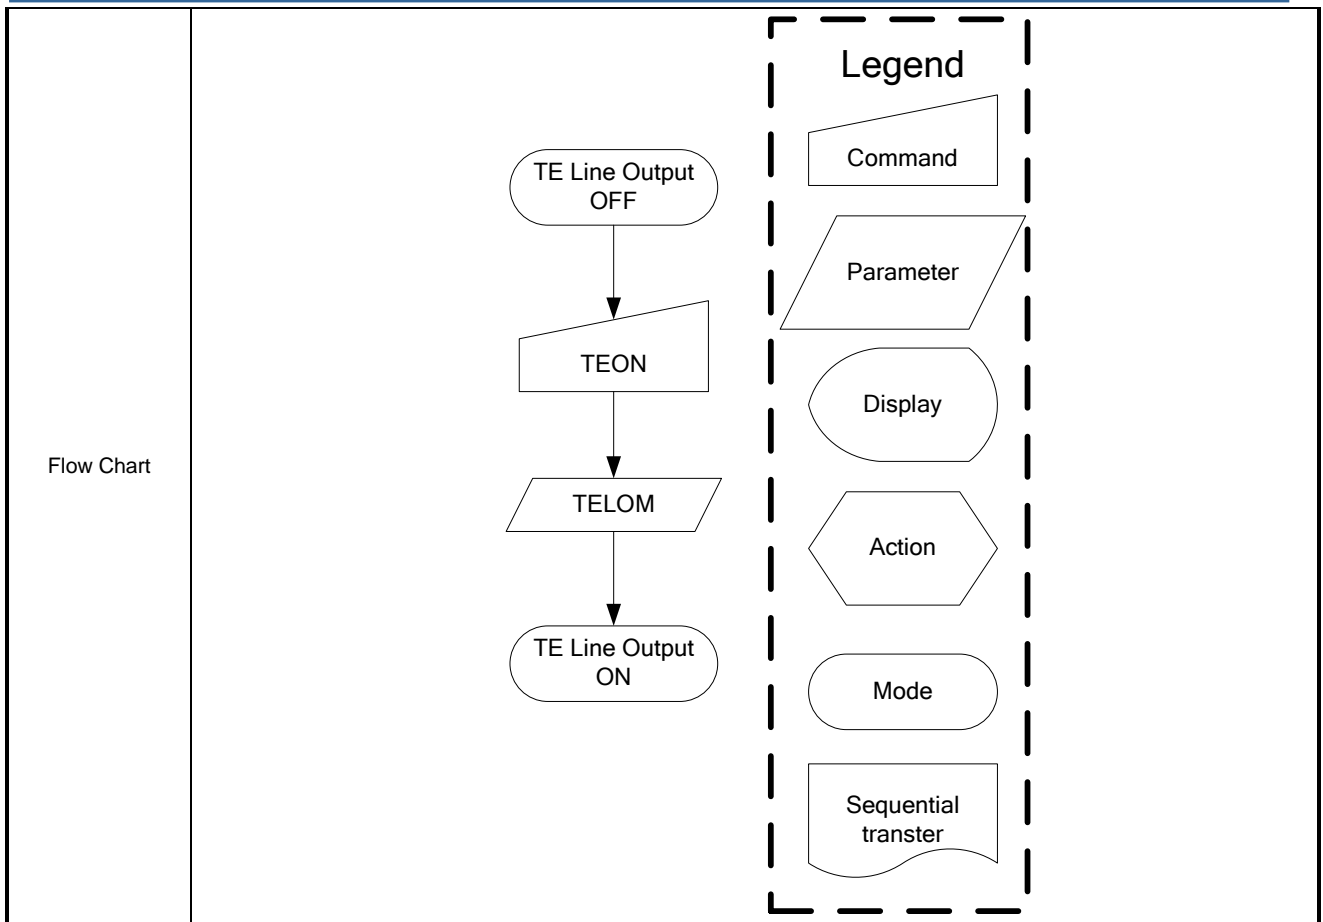 Flow Chart
TE Line Output
OFF
TEON
TELOM
TE Line Output
ON
Legend
Command
Parameter
Display
Action
Mode
Sequential
transter